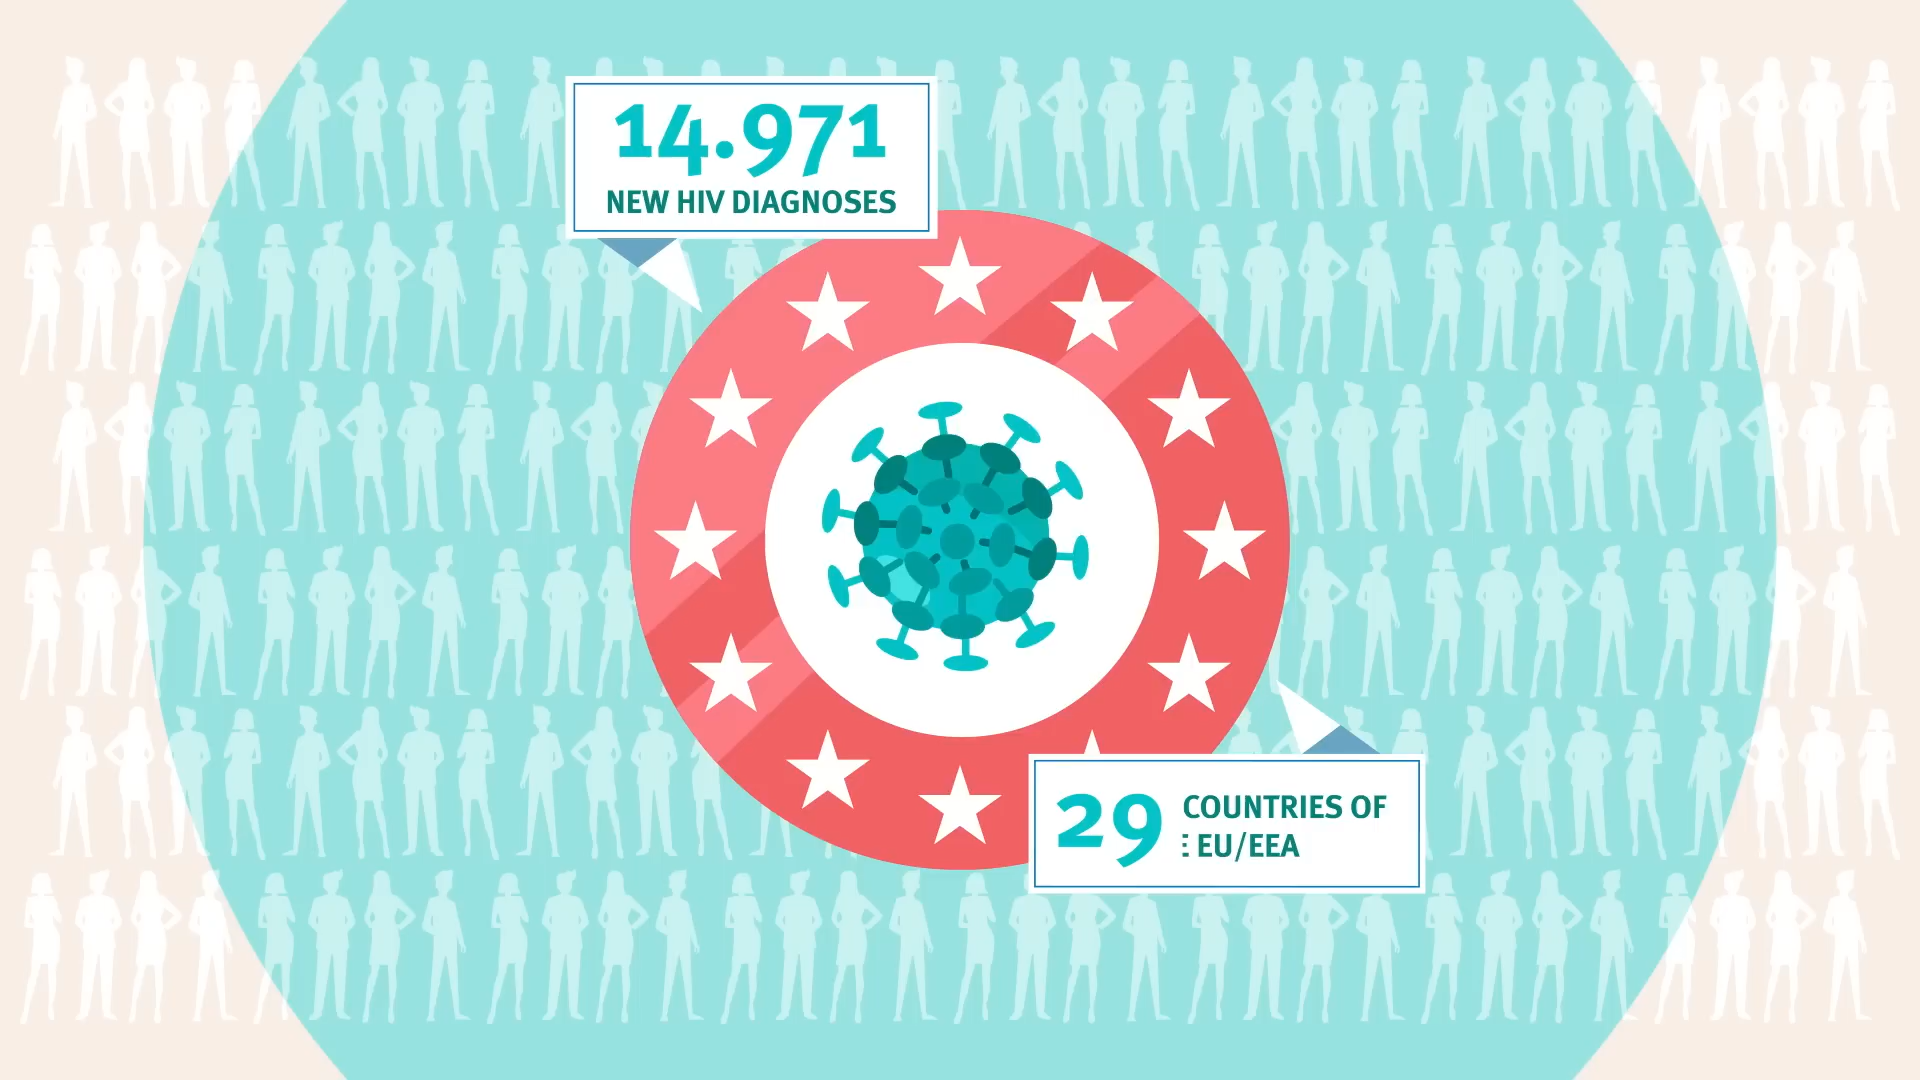 14.971
NEW HIV DIAGNOSES
29
COUNTRIES OF
EU/EEA